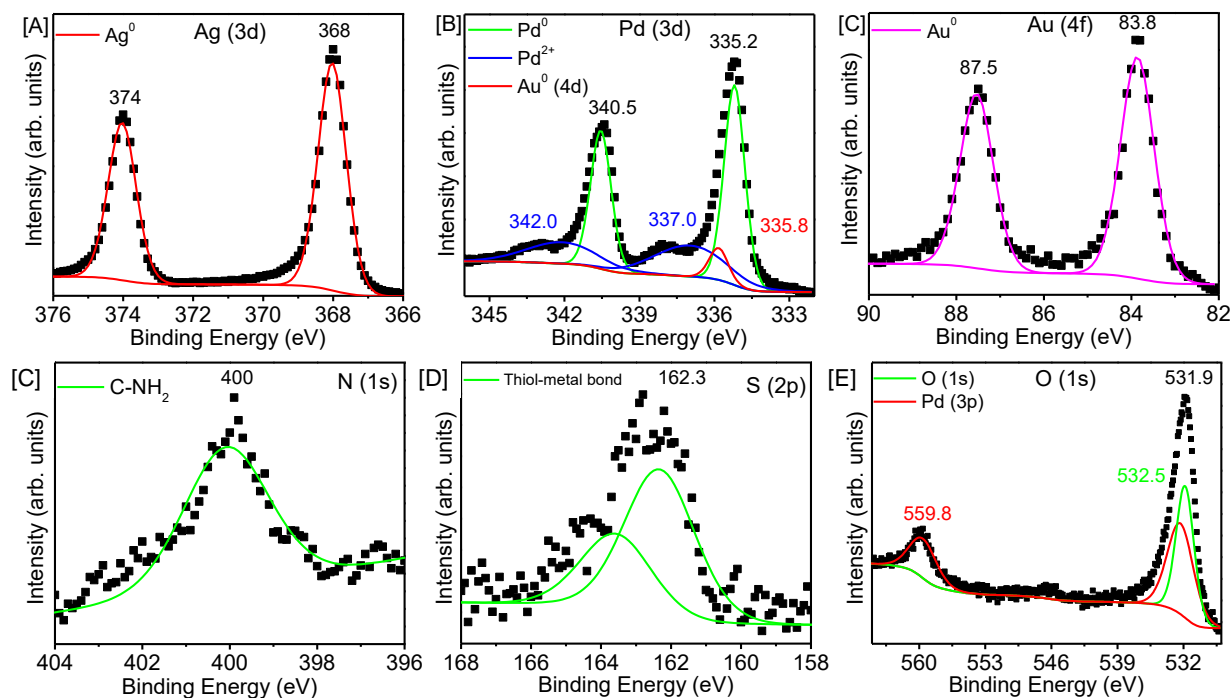 [A]
Ag⁰
Ag (3d)
368
374
Intensity (arb. units)
376 374 372 370 368 366
Binding Energy (eV)
[B]
Pd⁰
Pd²⁺
Au⁰ (4d)
Pd (3d)
335.2
340.5
342.0
337.0
335.8
Intensity (arb. units)
345 342 339 336 333
Binding Energy (eV)
[C]
Au⁰
Au (4f)
83.8
87.5
Intensity (arb. units)
90 88 86 84 82
Binding Energy (eV)
[C]
C-NH₂
400
N (1s)
Intensity (arb. units)
404 402 400 398 396
Binding Energy (eV)
[D]
Thiol-metal bond
162.3
S (2p)
Intensity (arb. units)
168 166 163 160 158
Binding Energy (eV)
[E]
O (1s)
Pd (3p)
O (1s)
531.9
532.5
559.8
Intensity (arb. units)
560 553 546 539 532
Binding Energy (eV)